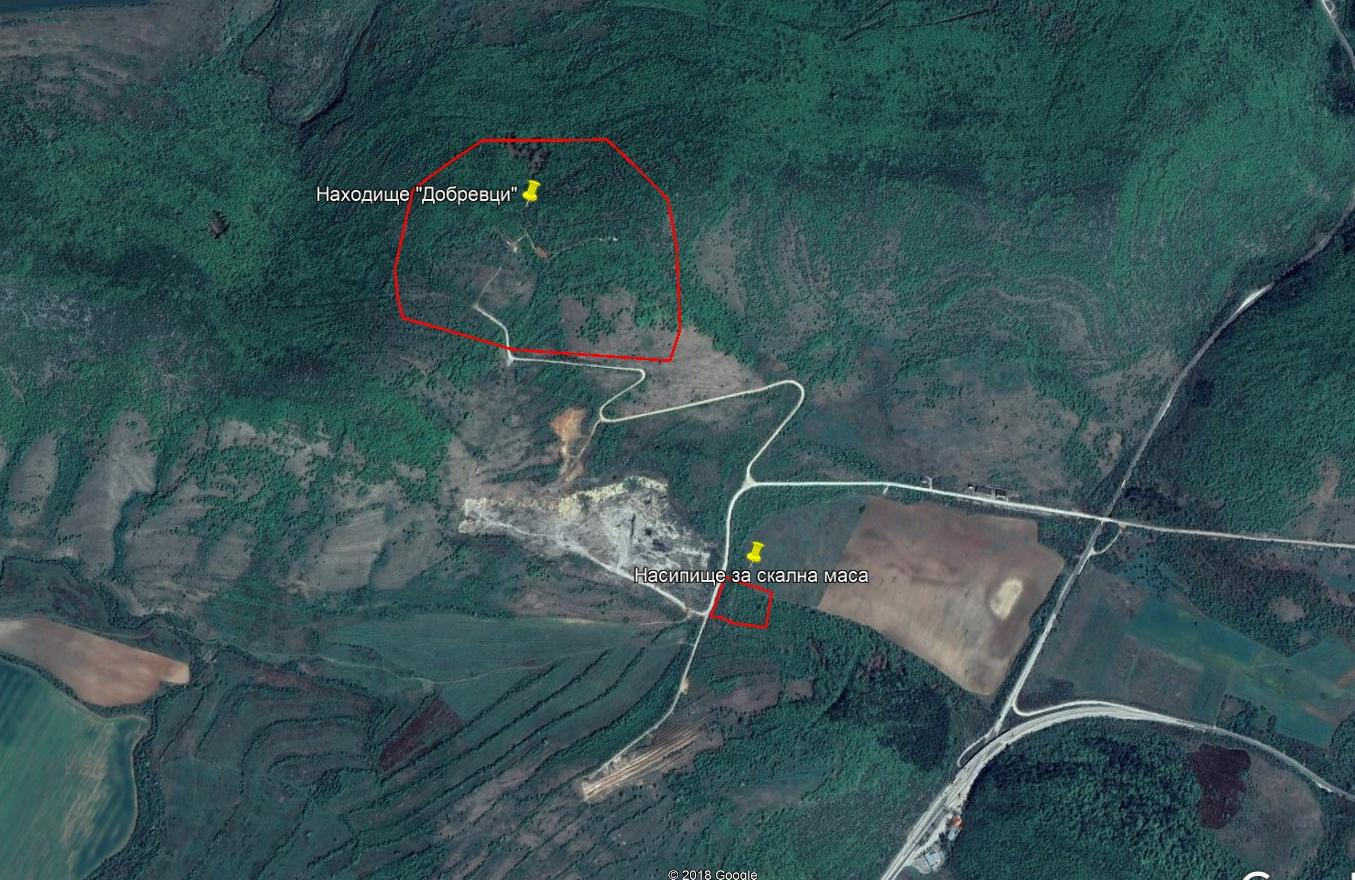 Находище "Добревци"
Насипище за скална маса
© 2018 Google